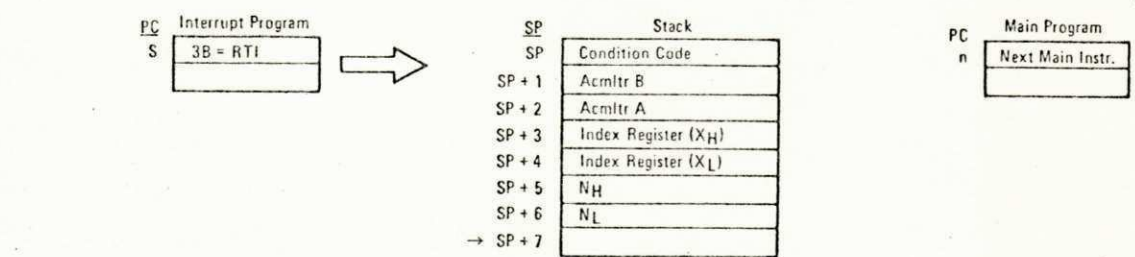 PC Interrupt Program
S 3B = RTI
SP Stack
SP Condition Code
SP + 1 Acmltr B
SP + 2 Acmltr A
SP + 3 Index Register (XH)
SP + 4 Index Register (XL)
SP + 5 NH
SP + 6 NL
→ SP + 7
PC Main Program
n Next Main Instr.